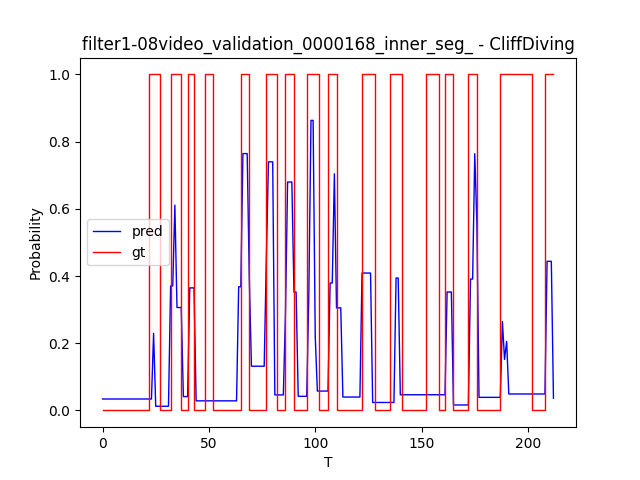 filter1-08video_validation_0000168_inner_seg_ - CliffDiving
1.0
0.8
0.6
0.4
0.2
0.0
Probability
pred
gt
0
50
100
150
200
T